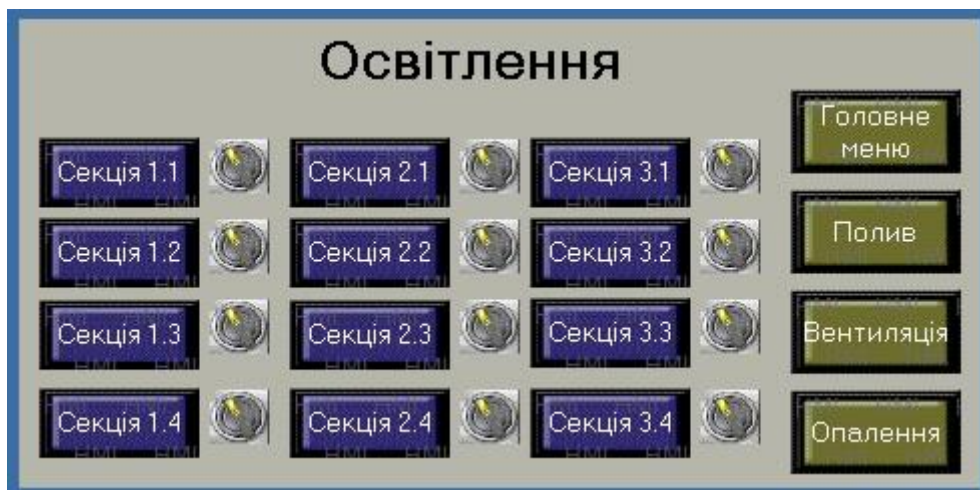 Освітлення
Секція 1.1
Секція 2.1
Секція 3.1
Секція 1.2
Секція 2.2
Секція 3.2
Секція 1.3
Секція 2.3
Секція 3.3
Секція 1.4
Секція 2.4
Секція 3.4
Головне
меню
Полив
Вентиляція
Опалення